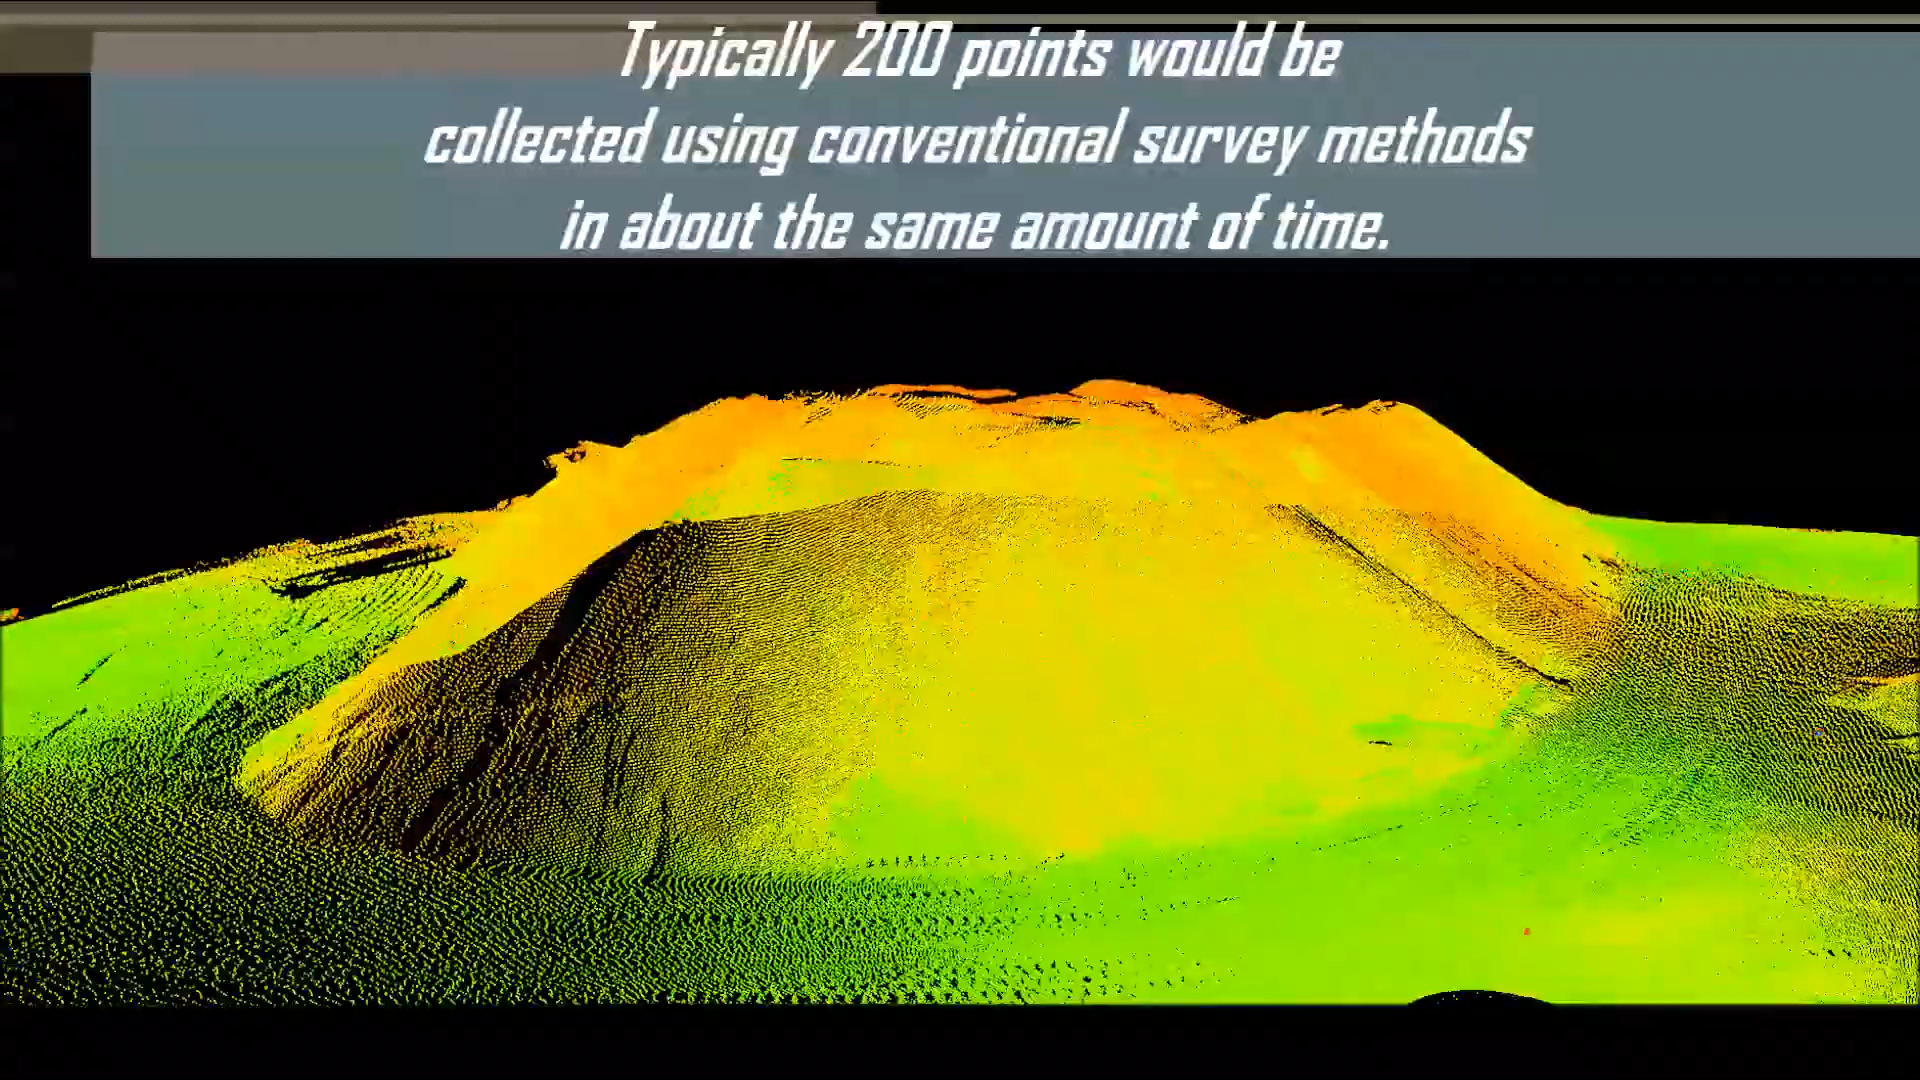 Typically 200 points would be
collected using conventional survey methods
in about the same amount of time.